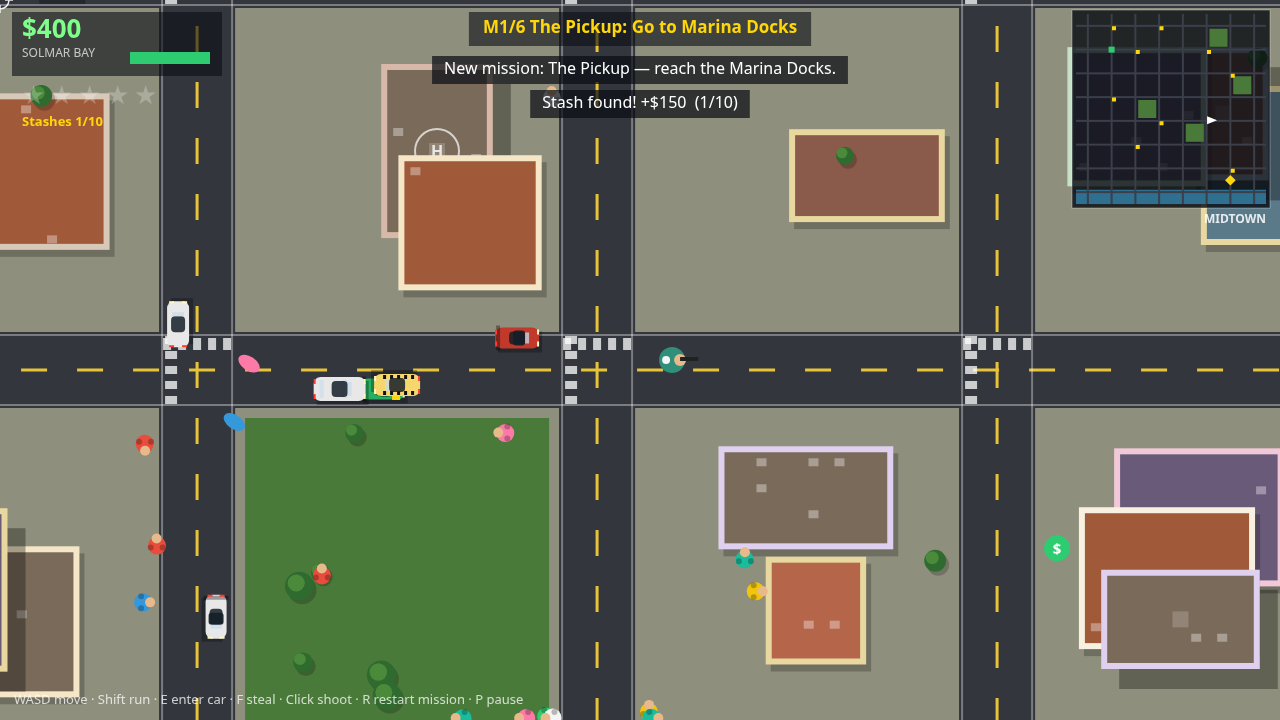 $400
SOLMAR BAY
Stashes 1/10
M1/6 The Pickup: Go to Marina Docks
New mission: The Pickup — reach the Marina Docks.
Stash found! +$150 (1/10)
H
MIDTOWN
$
WASD move · Shift run · E enter car · F steal · Click shoot · R restart mission · P pause